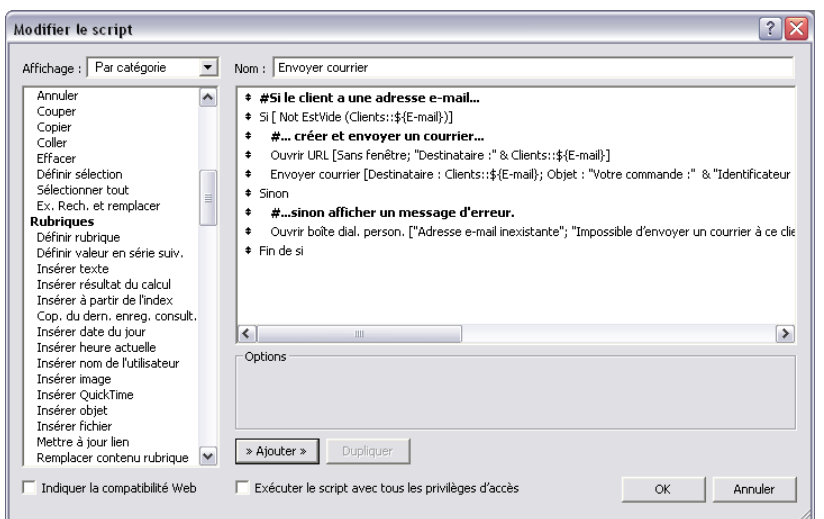 Modifier le script
Affichage : Par catégorie
Nom : Envoyer courrier
Annuler
Couper
Copier
Coller
Effacer
Définir sélection
Sélectionner tout
Ex. Rech. et remplacer
Rubriques
Définir rubrique
Définir valeur en série suiv.
Insérer texte
Insérer résultat du calcul
Insérer à partir de l'index
Cop. du dern. enreg. consult.
Insérer date du jour
Insérer heure actuelle
Insérer nom de l'utilisateur
Insérer image
Insérer QuickTime
Insérer objet
Insérer fichier
Mettre à jour lien
Remplacer contenu rubrique
#Si le client a une adresse e-mail...
Si [ Not EstVide (Clients::${E-mail})]
#... créer et envoyer un courrier...
Ouvrir URL [Sans fenêtre; "Destinataire :" & Clients::${E-mail}]
Envoyer courrier [Destinataire : Clients::${E-mail}; Objet : "Votre commande :" & "Identificateur
Sinon
#...sinon afficher un message d'erreur.
Ouvrir boîte dial. person. ["Adresse e-mail inexistante"; "Impossible d'envoyer un courrier à ce clie
Fin de si
Options
» Ajouter »
Dupliquer
Indiquer la compatibilité Web
Exécuter le script avec tous les privilèges d'accès
OK
Annuler